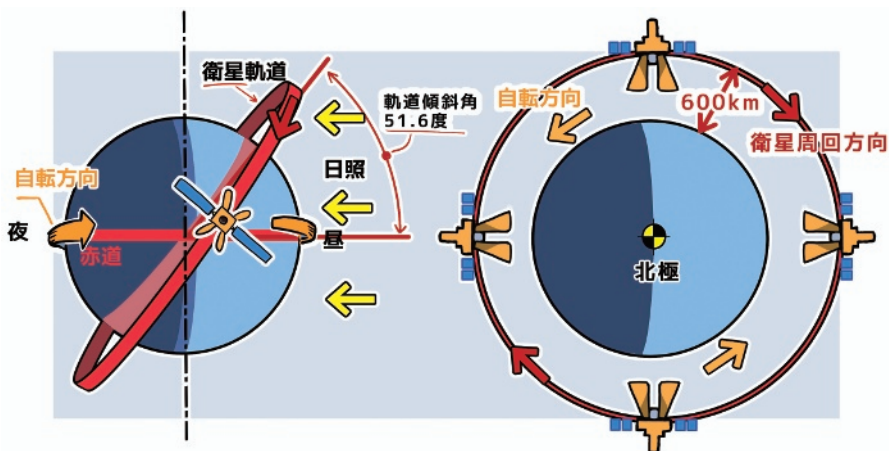 衛星軌道
軌道傾斜角
51.6度
日照
自転方向
夜
赤道
昼
自転方向
600km
衛星周回方向
北極